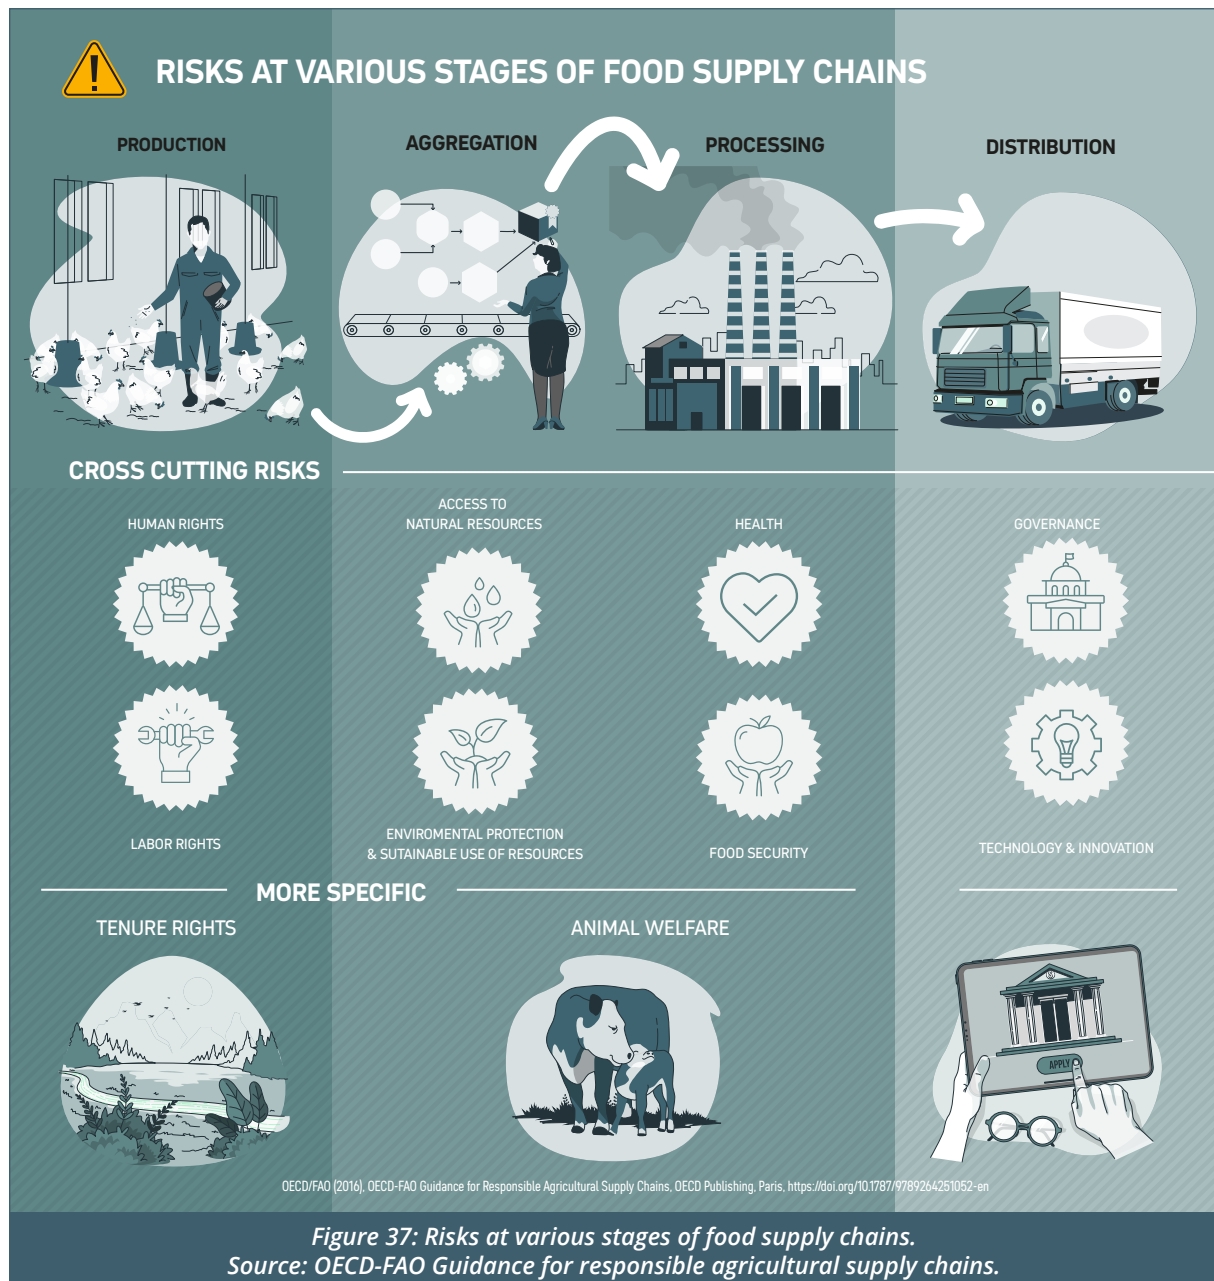 RISKS AT VARIOUS STAGES OF FOOD SUPPLY CHAINS
PRODUCTION
AGGREGATION
PROCESSING
DISTRIBUTION
CROSS CUTTING RISKS
HUMAN RIGHTS
ACCESS TO
NATURAL RESOURCES
HEALTH
GOVERNANCE
LABOR RIGHTS
ENVIROMENTAL PROTECTION
& SUTAINABLE USE OF RESOURCES
FOOD SECURITY
TECHNOLOGY & INNOVATION
MORE SPECIFIC
TENURE RIGHTS
ANIMAL WELFARE
APPLY
OECD/FAO (2016), OECD-FAO Guidance for Responsible Agricultural Supply Chains, OECD Publishing, Paris, https://doi.org/10.1787/9789264251052-en
Figure 37: Risks at various stages of food supply chains.
Source: OECD-FAO Guidance for responsible agricultural supply chains.